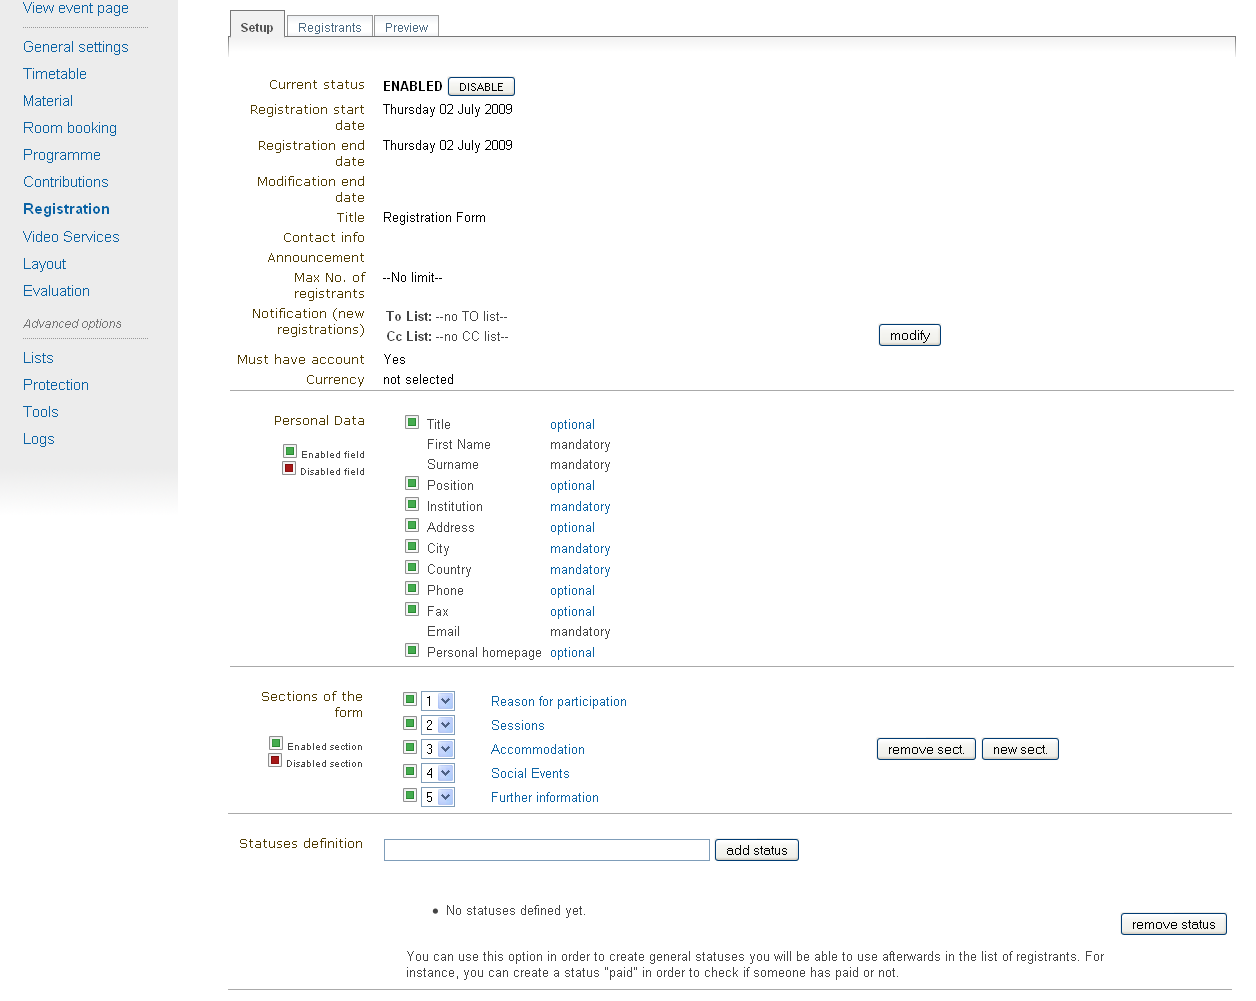 View event page
General settings
Timetable
Material
Room booking
Programme
Contributions
Registration
Video Services
Layout
Evaluation
Advanced options
Lists
Protection
Tools
Logs
Setup Registrants Preview
Current status ENABLED DISABLE
Registration start date Thursday 02 July 2009
Registration end date Thursday 02 July 2009
Modification end date
Title Registration Form
Contact info
Announcement
Max No. of registrants --No limit--
Notification (new registrations) To List: --no TO list--
Cc List: --no CC list--
modify
Must have account Yes
Currency not selected
Personal Data
Enabled field
Disabled field
Title optional
First Name mandatory
Surname mandatory
Position optional
Institution mandatory
Address optional
City mandatory
Country mandatory
Phone optional
Fax optional
Email mandatory
Personal homepage optional
Sections of the form
Enabled section
Disabled section
1 Reason for participation
2 Sessions
3 Accommodation
4 Social Events
5 Further information
remove sect. new sect.
Statuses definition add status
No statuses defined yet.
remove status
You can use this option in order to create general statuses you will be able to use afterwards in the list of registrants. For
instance, you can create a status "paid" in order to check if someone has paid or not.